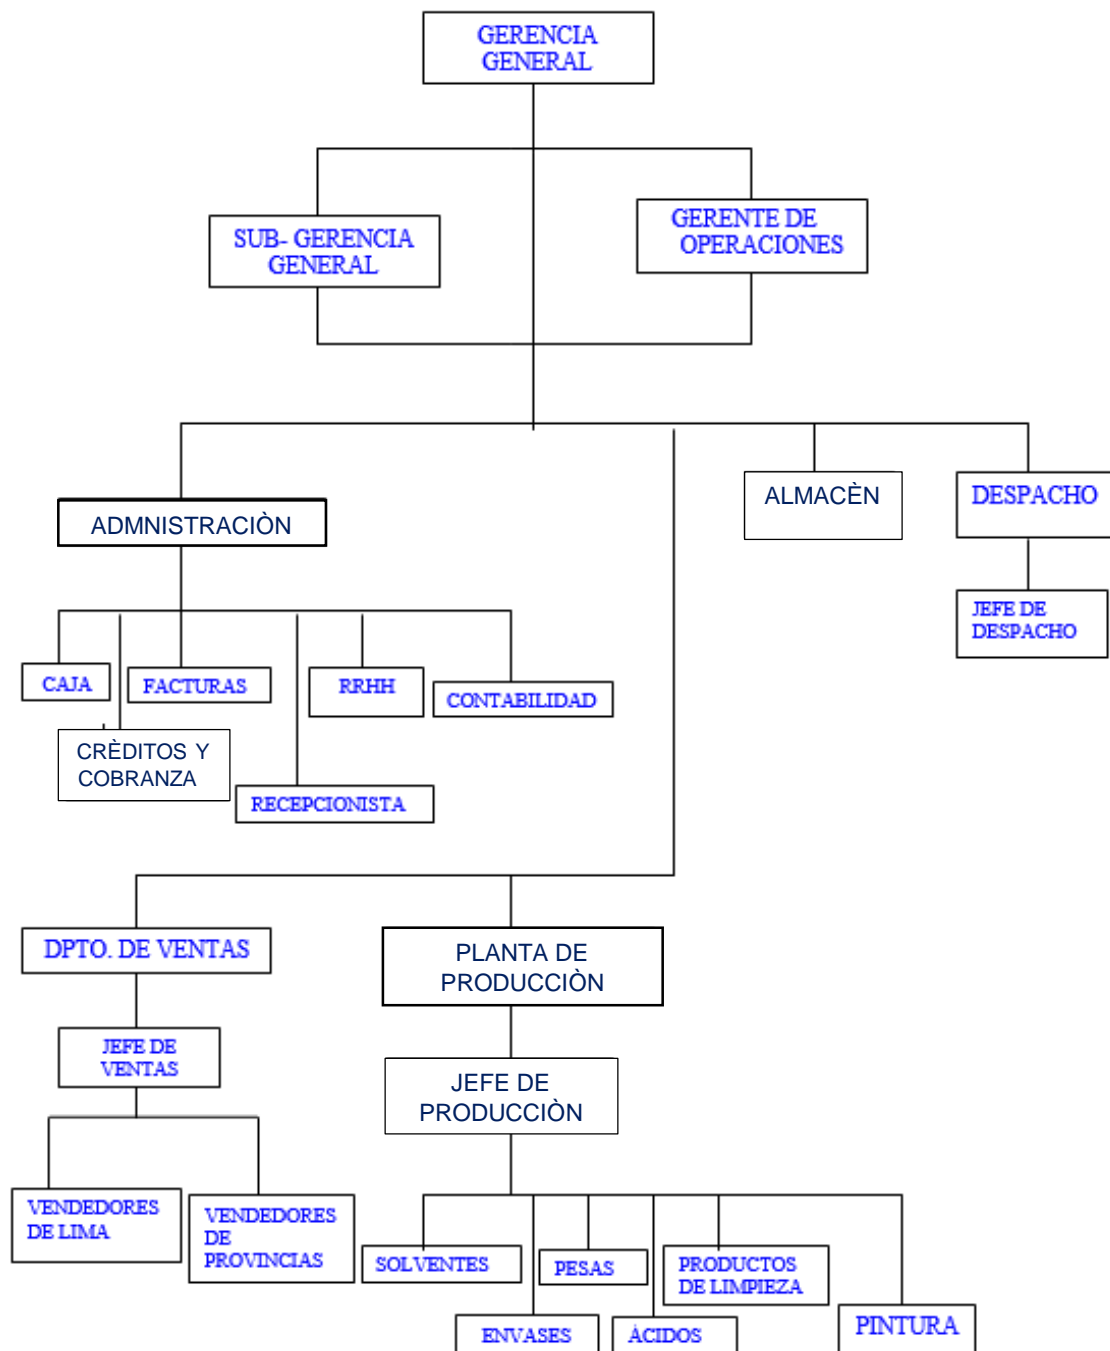 GERENCIA
GENERAL
SUB- GERENCIA
GENERAL
GERENTE DE
OPERACIONES
ADMNISTRACIÒN
ALMACÈN
DESPACHO
JEFE DE
DESPACHO
CAJA
FACTURAS
RRHH
CONTABILIDAD
CRÈDITOS Y
COBRANZA
RECEPCIONISTA
DPTO. DE VENTAS
PLANTA DE
PRODUCCIÒN
JEFE DE
VENTAS
JEFE DE
PRODUCCIÒN
VENDEDORES
DE LIMA
VENDEDORES
DE
PROVINCIAS
SOLVENTES
PESAS
PRODUCTOS
DE LIMPIEZA
ENVASES
ÀCIDOS
PINTURA